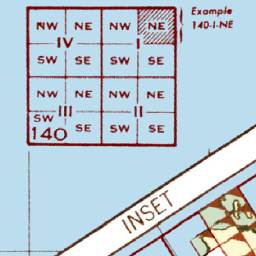 NW NE NW NE
IV I
SW SE SW SE
NW NE NW NE
III II
SW SE SW SE
140
Example
140-I-NE
INSET